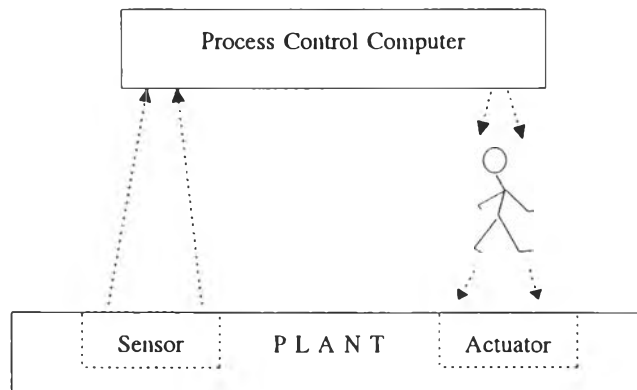 Process Control Computer
Sensor P L A N T Actuator